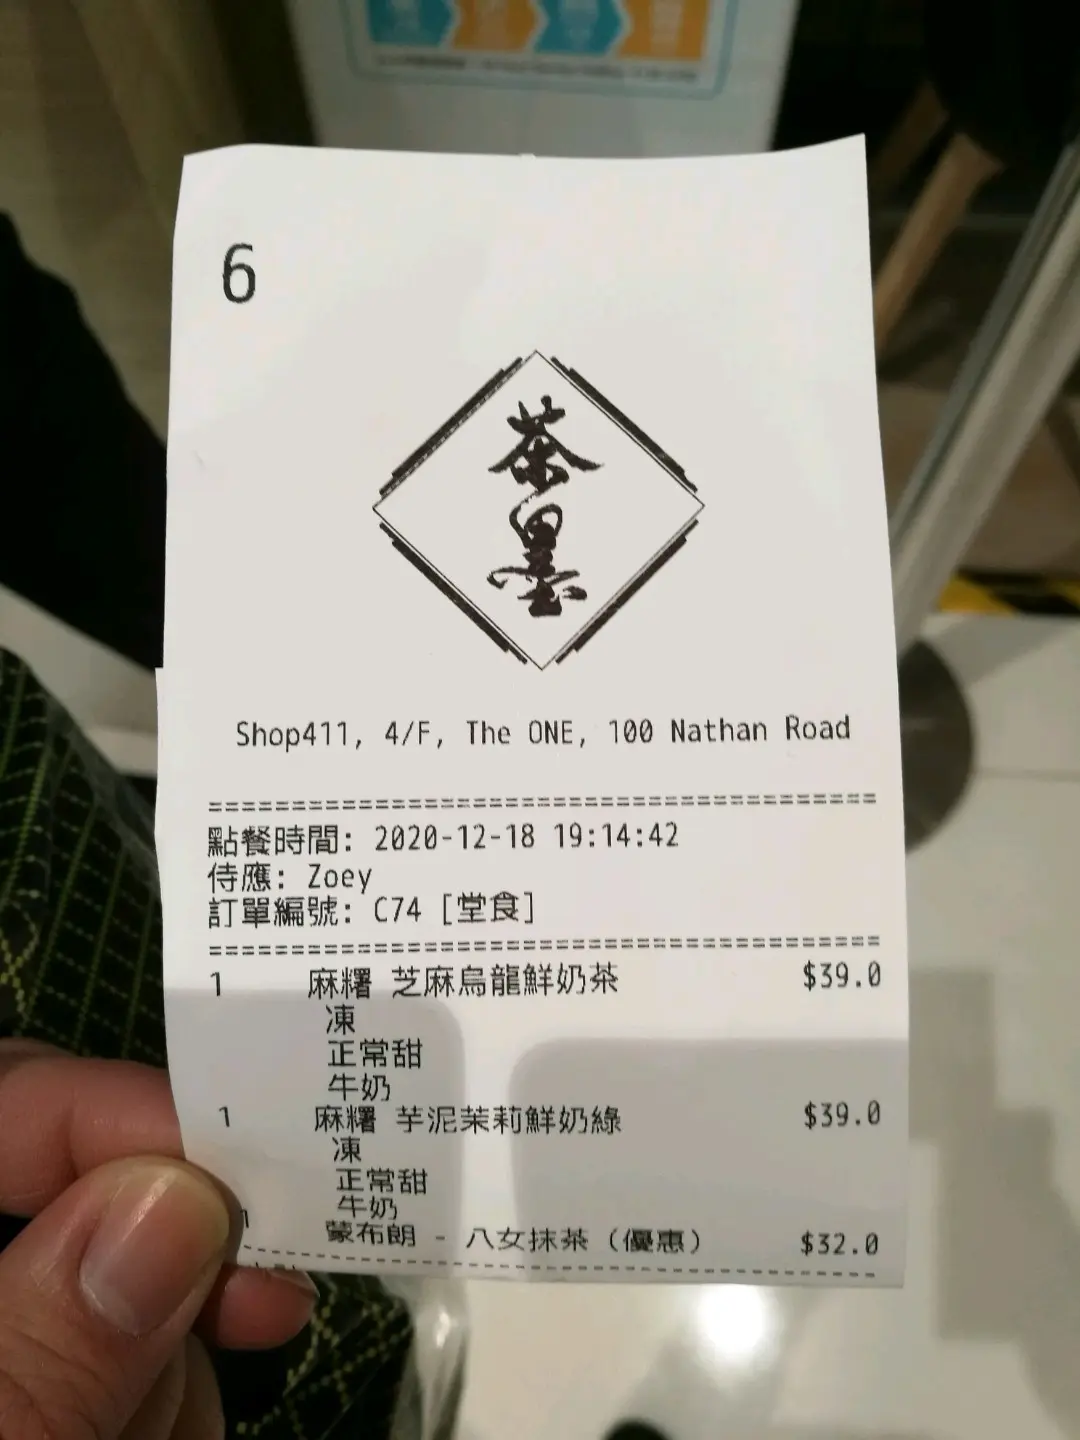 6
茶
墨
Shop411, 4/F, The ONE, 100 Nathan Road
========================================
點餐時間: 2020-12-18 19:14:42
侍應: Zoey
訂單編號: C74 [堂食]
========================================
1 麻糬 芝麻烏龍鮮奶茶 $39.0
凍
正常甜
牛奶
1 麻糬 芋泥茉莉鮮奶綠 $39.0
凍
正常甜
牛奶
1 蒙布朗 - 八女抹茶 (優惠) $32.0